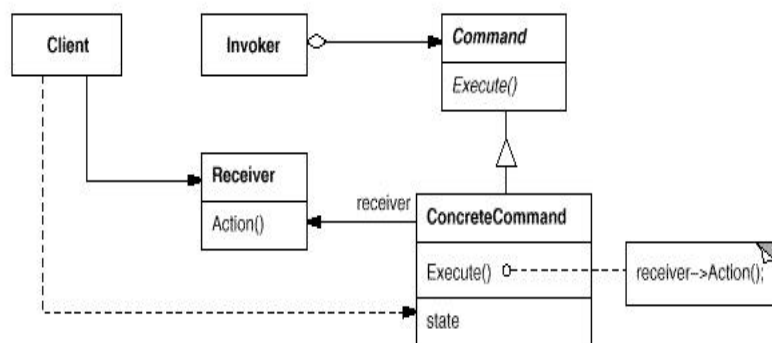 Client
Invoker
Command
Execute()
Receiver
Action()
receiver
ConcreteCommand
Execute()
receiver–>Action();
state